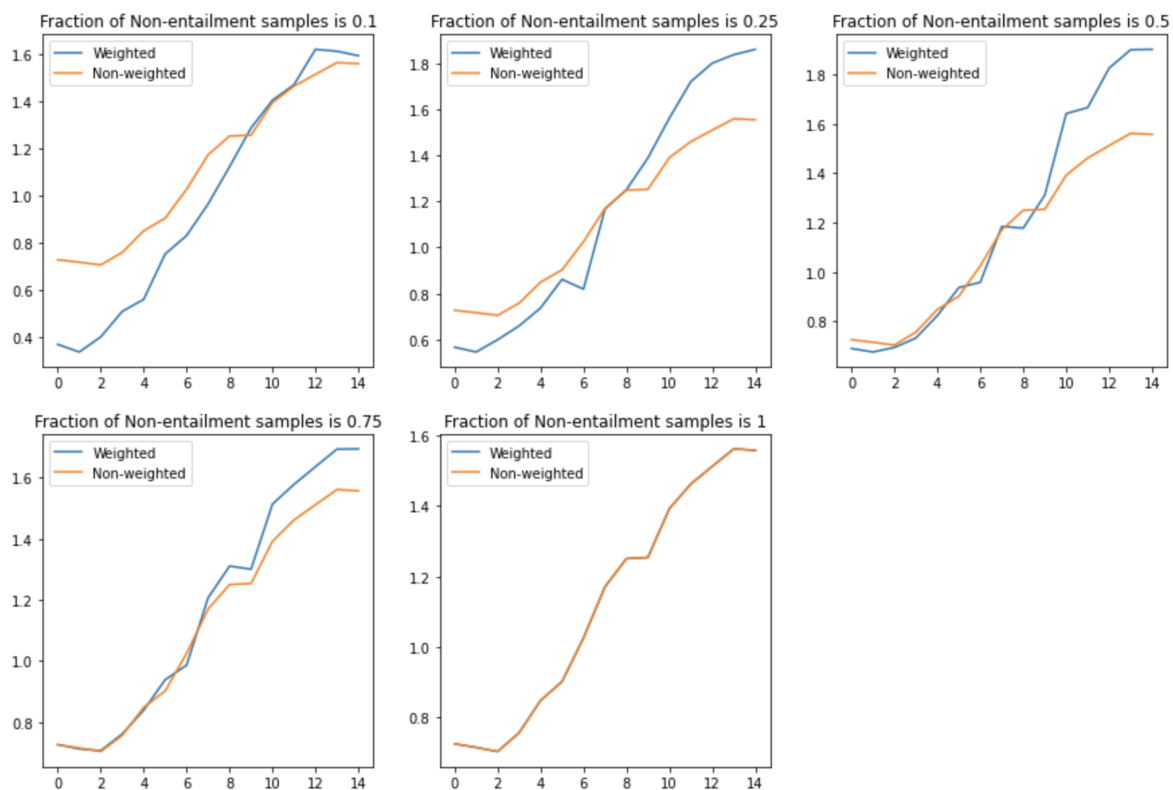 Fraction of Non-entailment samples is 0.1
Weighted
Non-weighted
1.6
1.4
1.2
1.0
0.8
0.6
0.4
0 2 4 6 8 10 12 14
Fraction of Non-entailment samples is 0.25
Weighted
Non-weighted
1.8
1.6
1.4
1.2
1.0
0.8
0.6
0 2 4 6 8 10 12 14
Fraction of Non-entailment samples is 0.5
Weighted
Non-weighted
1.8
1.6
1.4
1.2
1.0
0.8
0 2 4 6 8 10 12 14
Fraction of Non-entailment samples is 0.75
Weighted
Non-weighted
1.6
1.4
1.2
1.0
0.8
0 2 4 6 8 10 12 14
Fraction of Non-entailment samples is 1
Weighted
Non-weighted
1.6
1.4
1.2
1.0
0.8
0 2 4 6 8 10 12 14